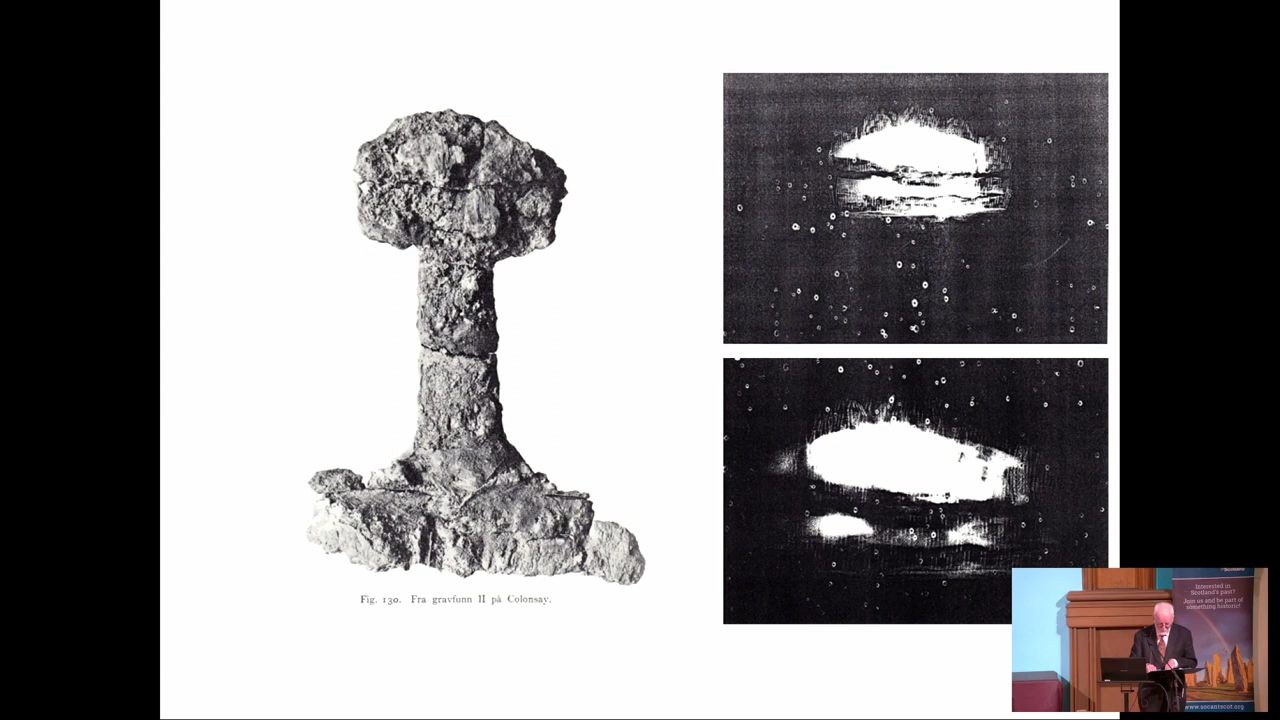 Fig. 130. Fra gravfunn II på Colonsay.
Interested in
Scotland's past?
Join us and be part of
something historic!
www.socantscot.org